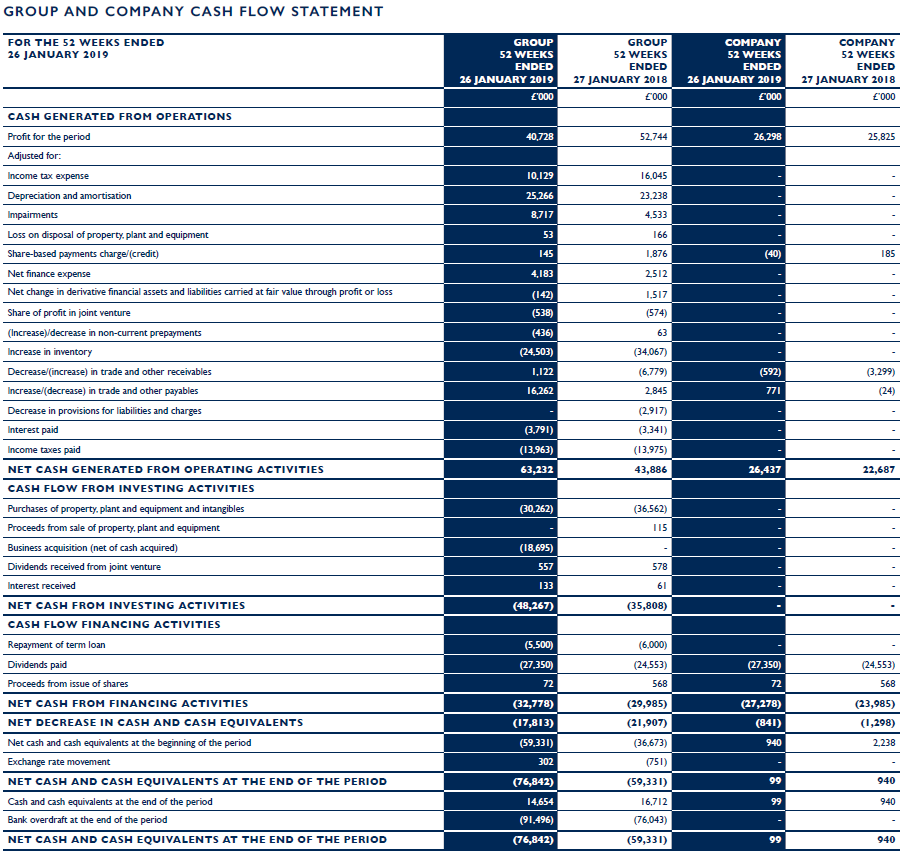 GROUP AND COMPANY CASH FLOW STATEMENT
FOR THE 52 WEEKS ENDED 26 JANUARY 2019 GROUP 52 WEEKS ENDED 26 JANUARY 2019 GROUP 52 WEEKS ENDED 27 JANUARY 2018 COMPANY 52 WEEKS ENDED 26 JANUARY 2019 COMPANY 52 WEEKS ENDED 27 JANUARY 2018
£'000 £'000 £'000 £'000
CASH GENERATED FROM OPERATIONS
Profit for the period 40,728 52,744 26,298 25,825
Adjusted for:
Income tax expense 10,129 16,045 - -
Depreciation and amortisation 25,266 23,238 - -
Impairments 8,717 4,533 - -
Loss on disposal of property, plant and equipment 53 166 - -
Share-based payments charge/(credit) 145 1,876 (40) 185
Net finance expense 4,183 2,512 - -
Net change in derivative financial assets and liabilities carried at fair value through profit or loss (142) 1,517 - -
Share of profit in joint venture (538) (574) - -
(Increase)/decrease in non-current prepayments (436) 63 - -
Increase in inventory (24,503) (34,067) - -
Decrease/(increase) in trade and other receivables 1,122 (6,779) (592) (3,299)
Increase/(decrease) in trade and other payables 16,262 2,845 771 (24)
Decrease in provisions for liabilities and charges - (2,917) - -
Interest paid (3,791) (3,341) - -
Income taxes paid (13,963) (13,975) - -
NET CASH GENERATED FROM OPERATING ACTIVITIES 63,232 43,886 26,437 22,687
CASH FLOW FROM INVESTING ACTIVITIES
Purchases of property, plant and equipment and intangibles (30,262) (36,562) - -
Proceeds from sale of property, plant and equipment - 115 - -
Business acquisition (net of cash acquired) (18,695) - - -
Dividends received from joint venture 557 578 - -
Interest received 133 61 - -
NET CASH FROM INVESTING ACTIVITIES (48,267) (35,808) - -
CASH FLOW FINANCING ACTIVITIES
Repayment of term loan (5,500) (6,000) - -
Dividends paid (27,350) (24,553) (27,350) (24,553)
Proceeds from issue of shares 72 568 72 568
NET CASH FROM FINANCING ACTIVITIES (32,778) (29,985) (27,278) (23,985)
NET DECREASE IN CASH AND CASH EQUIVALENTS (17,813) (21,907) (841) (1,298)
Net cash and cash equivalents at the beginning of the period (59,331) (36,673) 940 2,238
Exchange rate movement 302 (751) - -
NET CASH AND CASH EQUIVALENTS AT THE END OF THE PERIOD (76,842) (59,331) 99 940
Cash and cash equivalents at the end of the period 14,654 16,712 99 940
Bank overdraft at the end of the period (91,496) (76,043) - -
NET CASH AND CASH EQUIVALENTS AT THE END OF THE PERIOD (76,842) (59,331) 99 940